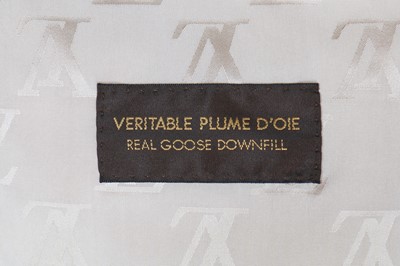 VERITABLE PLUME D'OIE
REAL GOOSE DOWNFILL